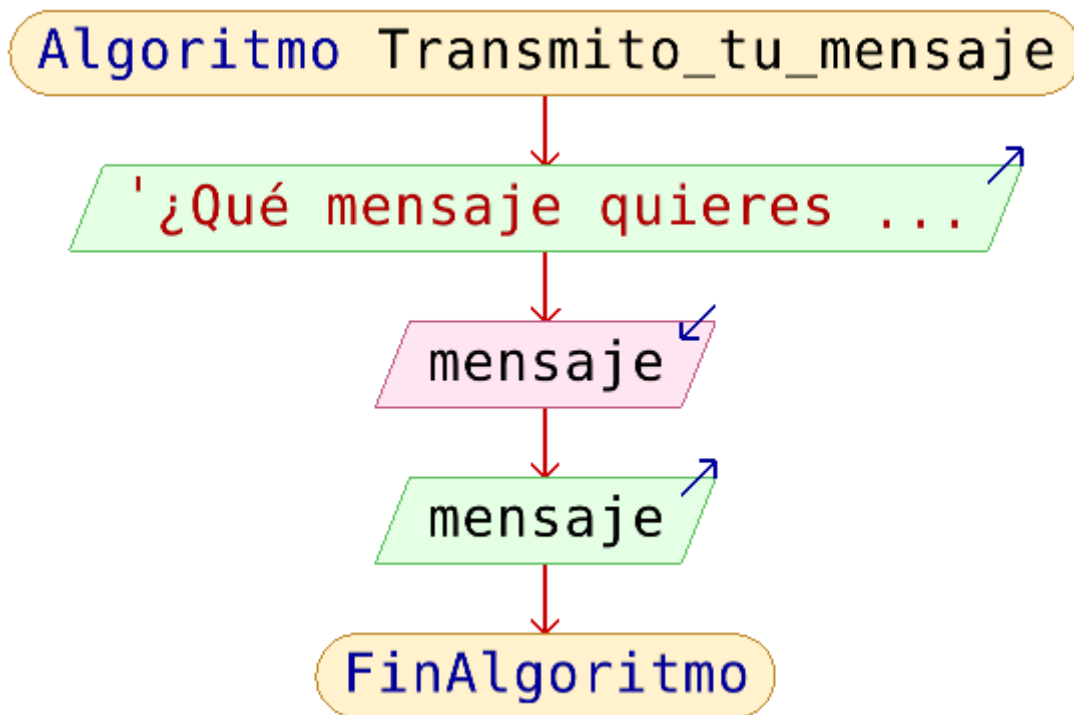 Algoritmo Transmito_tu_mensaje
'¿Qué mensaje quieres ...
mensaje
mensaje
FinAlgoritmo